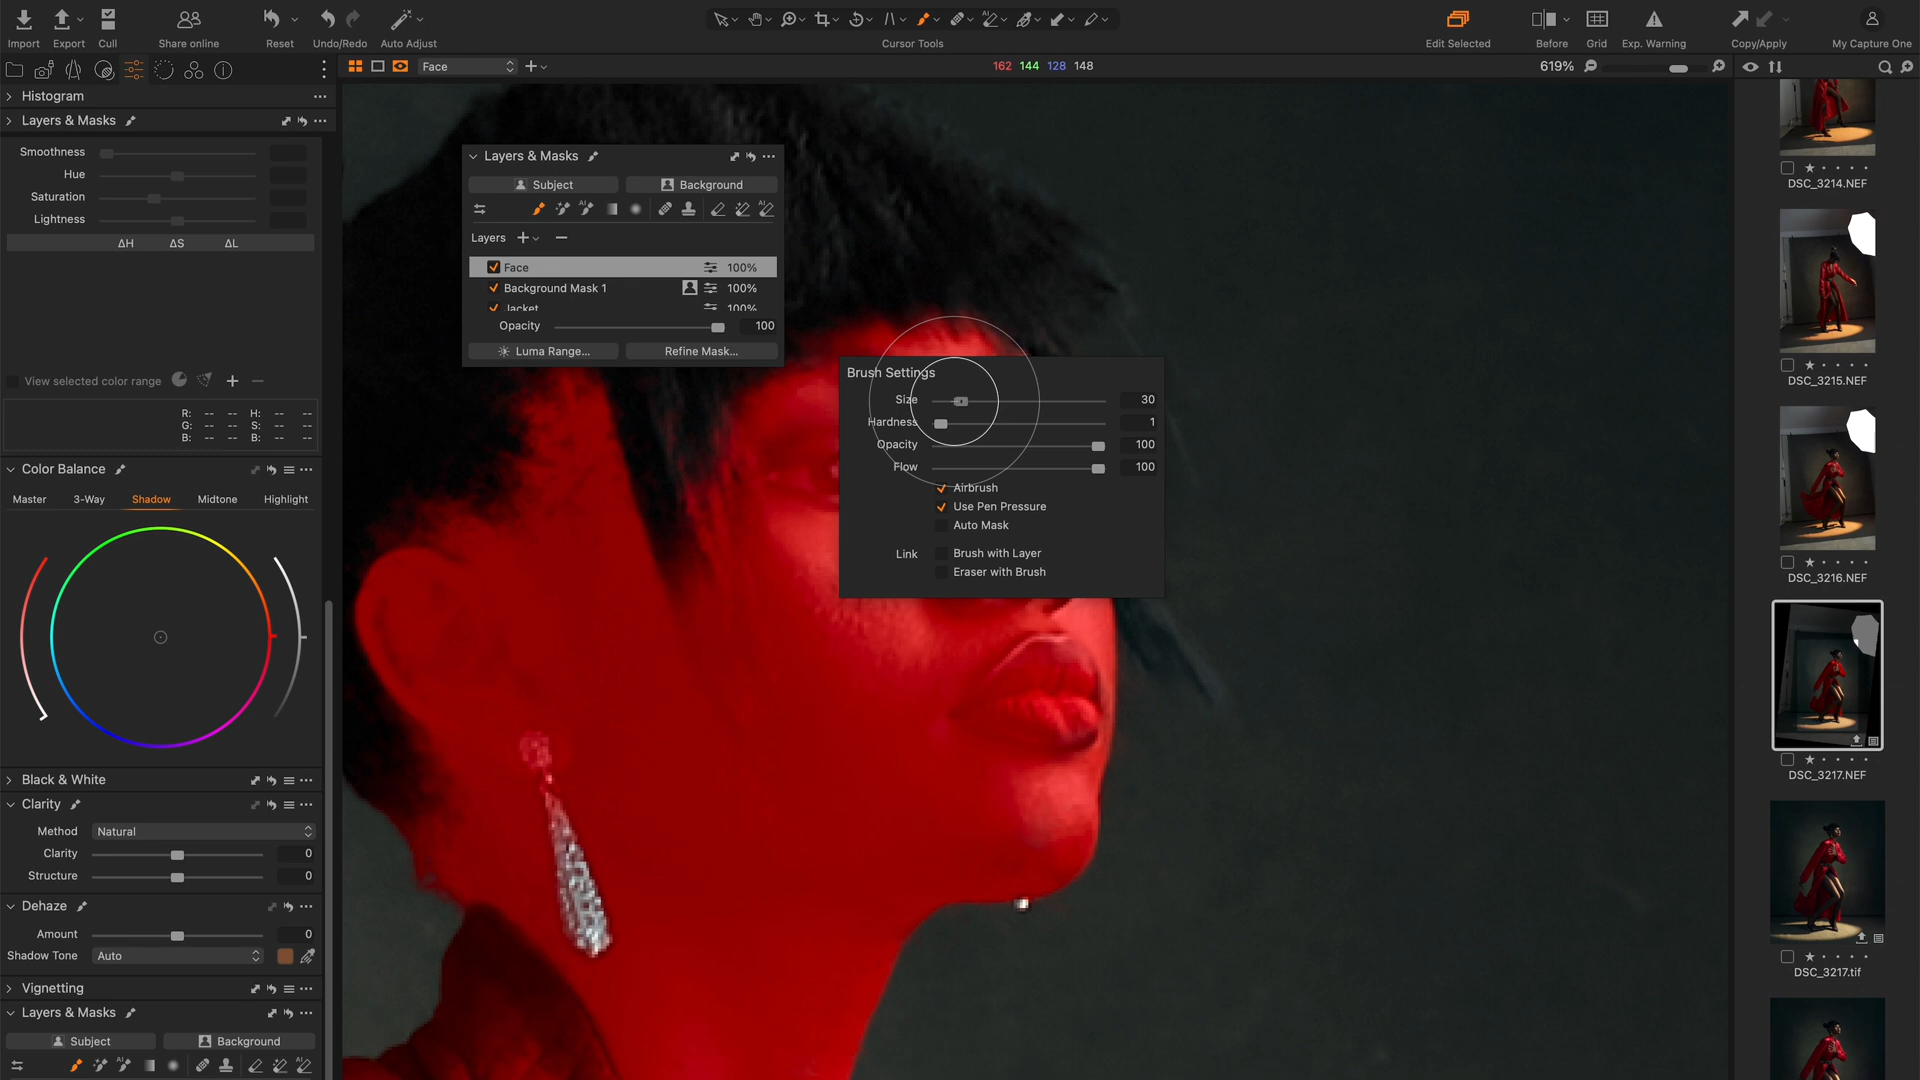 Import
Export
Cull
Share online
Reset
Undo/Redo
Auto Adjust
Cursor Tools
Edit Selected
Before
Grid
Exp. Warning
Copy/Apply
My Capture One
Face
162 144 128 148
619%
Histogram
Layers & Masks
Smoothness
Hue
Saturation
Lightness
ΔH ΔS ΔL
View selected color range
R: -- -- H: -- --
G: -- -- S: -- --
B: -- -- B: -- --
Color Balance
Master 3-Way Shadow Midtone Highlight
Black & White
Clarity
Method Natural
Clarity 0
Structure 0
Dehaze
Amount 0
Shadow Tone Auto
Vignetting
Layers & Masks
Subject Background
Layers & Masks
Subject Background
AI
Layers
Face 100%
Background Mask 1 100%
Jacket 100%
Opacity 100
Luma Range... Refine Mask...
Brush Settings
Size 30
Hardness 1
Opacity 100
Flow 100
Airbrush
Use Pen Pressure
Auto Mask
Link Brush with Layer
Eraser with Brush
DSC_3214.NEF
DSC_3215.NEF
DSC_3216.NEF
DSC_3217.NEF
DSC_3217.tif